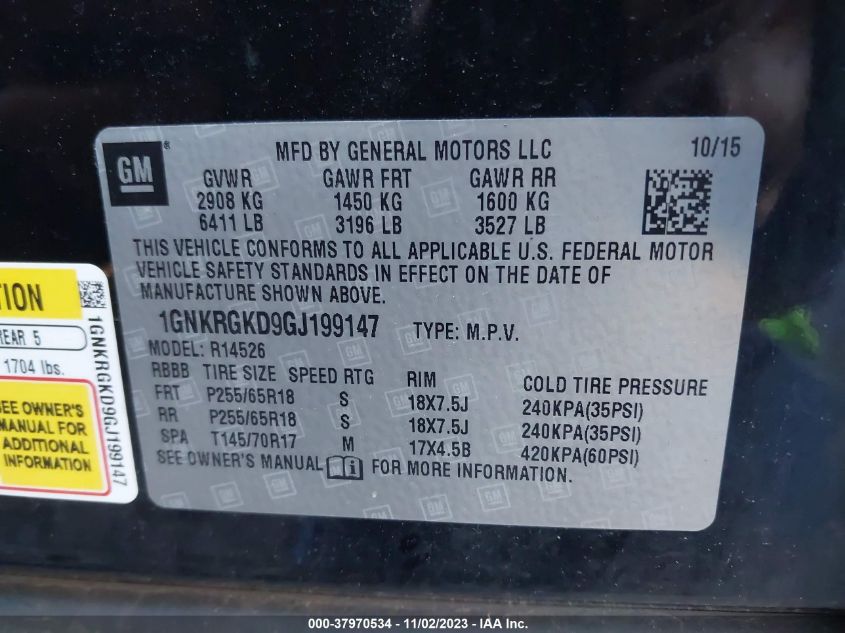 GM ®
MFD BY GENERAL MOTORS LLC
10/15
GVWR GAWR FRT GAWR RR
2908 KG 1450 KG 1600 KG
6411 LB 3196 LB 3527 LB
THIS VEHICLE CONFORMS TO ALL APPLICABLE U.S. FEDERAL MOTOR
VEHICLE SAFETY STANDARDS IN EFFECT ON THE DATE OF
MANUFACTURE SHOWN ABOVE.
1GNKRGKD9GJ199147 TYPE: M.P.V.
MODEL: R14526
RBBB TIRE SIZE SPEED RTG RIM COLD TIRE PRESSURE
FRT P255/65R18 S 18X7.5J 240KPA(35PSI)
RR P255/65R18 S 18X7.5J 240KPA(35PSI)
SPA T145/70R17 M 17X4.5B 420KPA(60PSI)
SEE OWNER'S MANUAL i FOR MORE INFORMATION.
TION
REAR 5
1704 lbs.
SEE OWNER'S
MANUAL FOR
ADDITIONAL
INFORMATION
1GNKRGKD9GJ199147
000-37970534 - 11/02/2023 - IAA Inc.